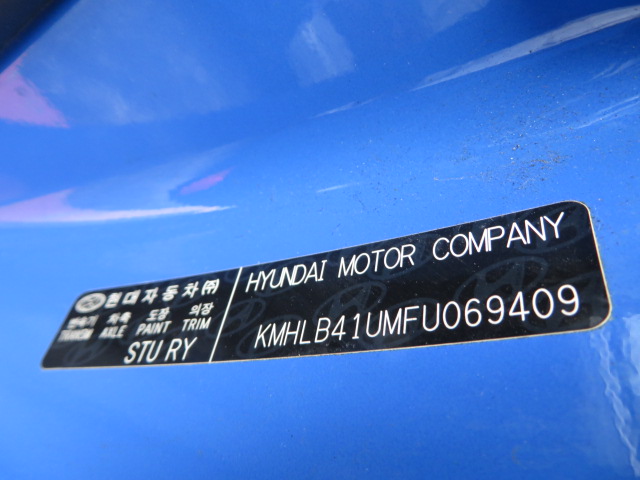 현대자동차㈜
변속기 차축 도장 의장
TRANSM AXLE PAINT TRIM
STU RY
HYUNDAI MOTOR COMPANY
KMHLB41UMFU069409